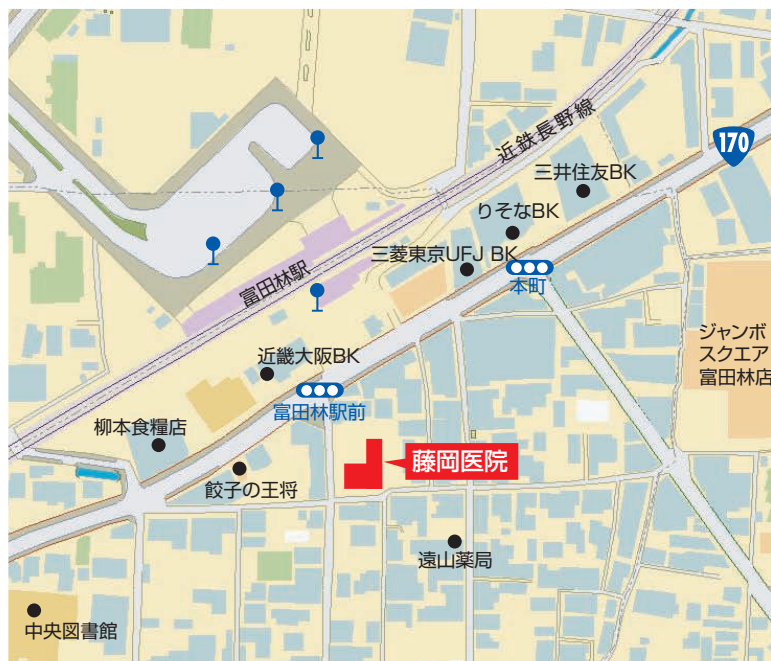 近鉄長野線
170
三井住友BK
りそなBK
三菱東京UFJ BK
本町
富田林駅
ジャンボ
スクエア
富田林店
近畿大阪BK
富田林駅前
柳本食糧店
藤岡医院
餃子の王将
遠山薬局
中央図書館